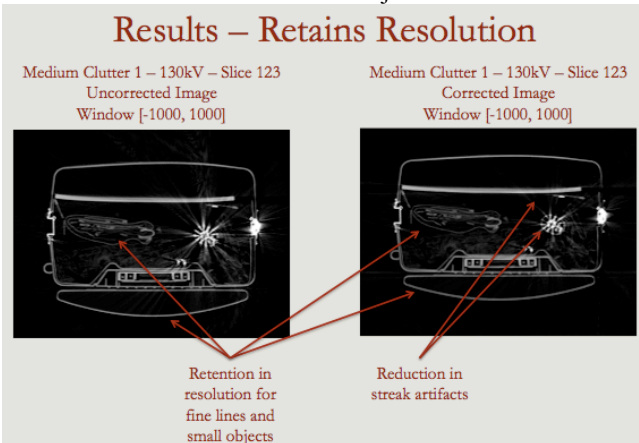 Results – Retains Resolution
Medium Clutter 1 – 130kV – Slice 123
Uncorrected Image
Window [-1000, 1000]
Medium Clutter 1 – 130kV – Slice 123
Corrected Image
Window [-1000, 1000]
Retention in
resolution for
fine lines and
small objects
Reduction in
streak artifacts